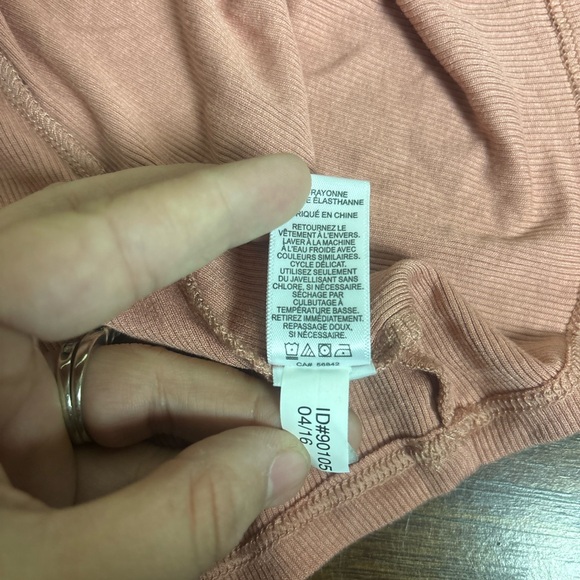 RAYONNE
ÉLASTHANNE
EN CHINE
RETOURNEZ LE
VÊTEMENT À L'ENVERS.
LAVER À LA MACHINE
À L'EAU FROIDE AVEC
COULEURS SIMILAIRES.
CYCLE DÉLICAT.
UTILISEZ SEULEMENT
DU JAVELLISANT SANS
CHLORE, SI NÉCESSAIRE.
SÉCHAGE PAR
CULBUTAGE À
TEMPÉRATURE BASSE.
RETIREZ IMMÉDIATEMENT.
REPASSAGE DOUX,
SI NÉCESSAIRE.
CA# 56842
ID#90105
04/16